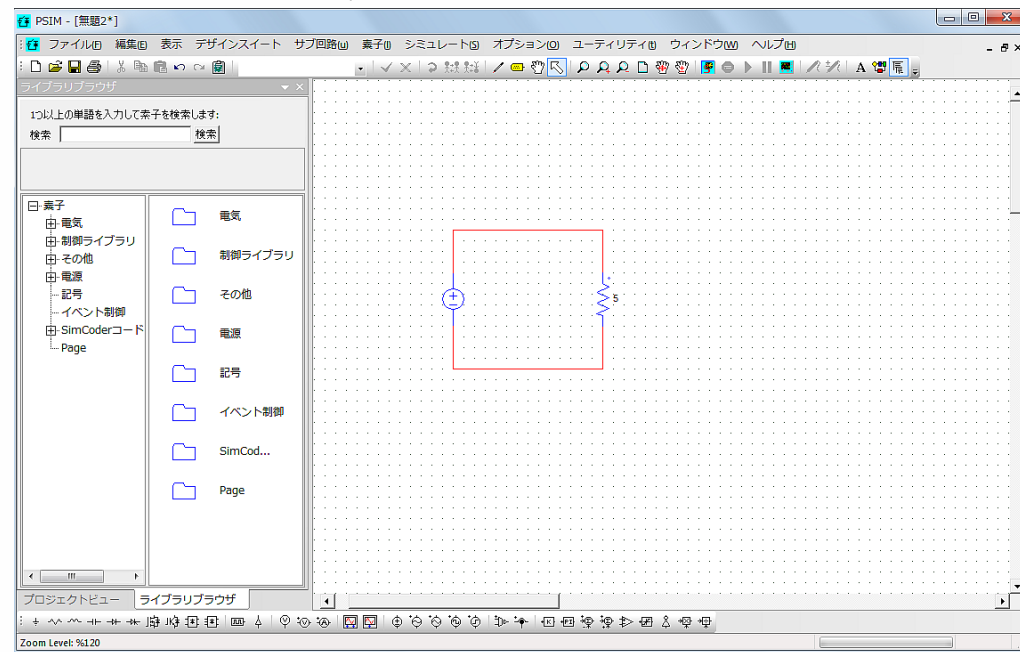 PSIM - [無題2*]
ファイル(F) 編集(E) 表示 デザインスイート サブ回路(u) 素子(l) シミュレート(S) オプション(O) ユーティリティ(t) ウィンドウ(W) ヘルプ(H)
ライブラリブラウザ
1つ以上の単語を入力して素子を検索します:
検索 検索
素子
電気
制御ライブラリ
その他
電源
記号
イベント制御
SimCoderコード
Page
電気
制御ライブラリ
その他
電源
記号
イベント制御
SimCod...
Page
5
プロジェクトビュー ライブラリブラウザ
Zoom Level: %120